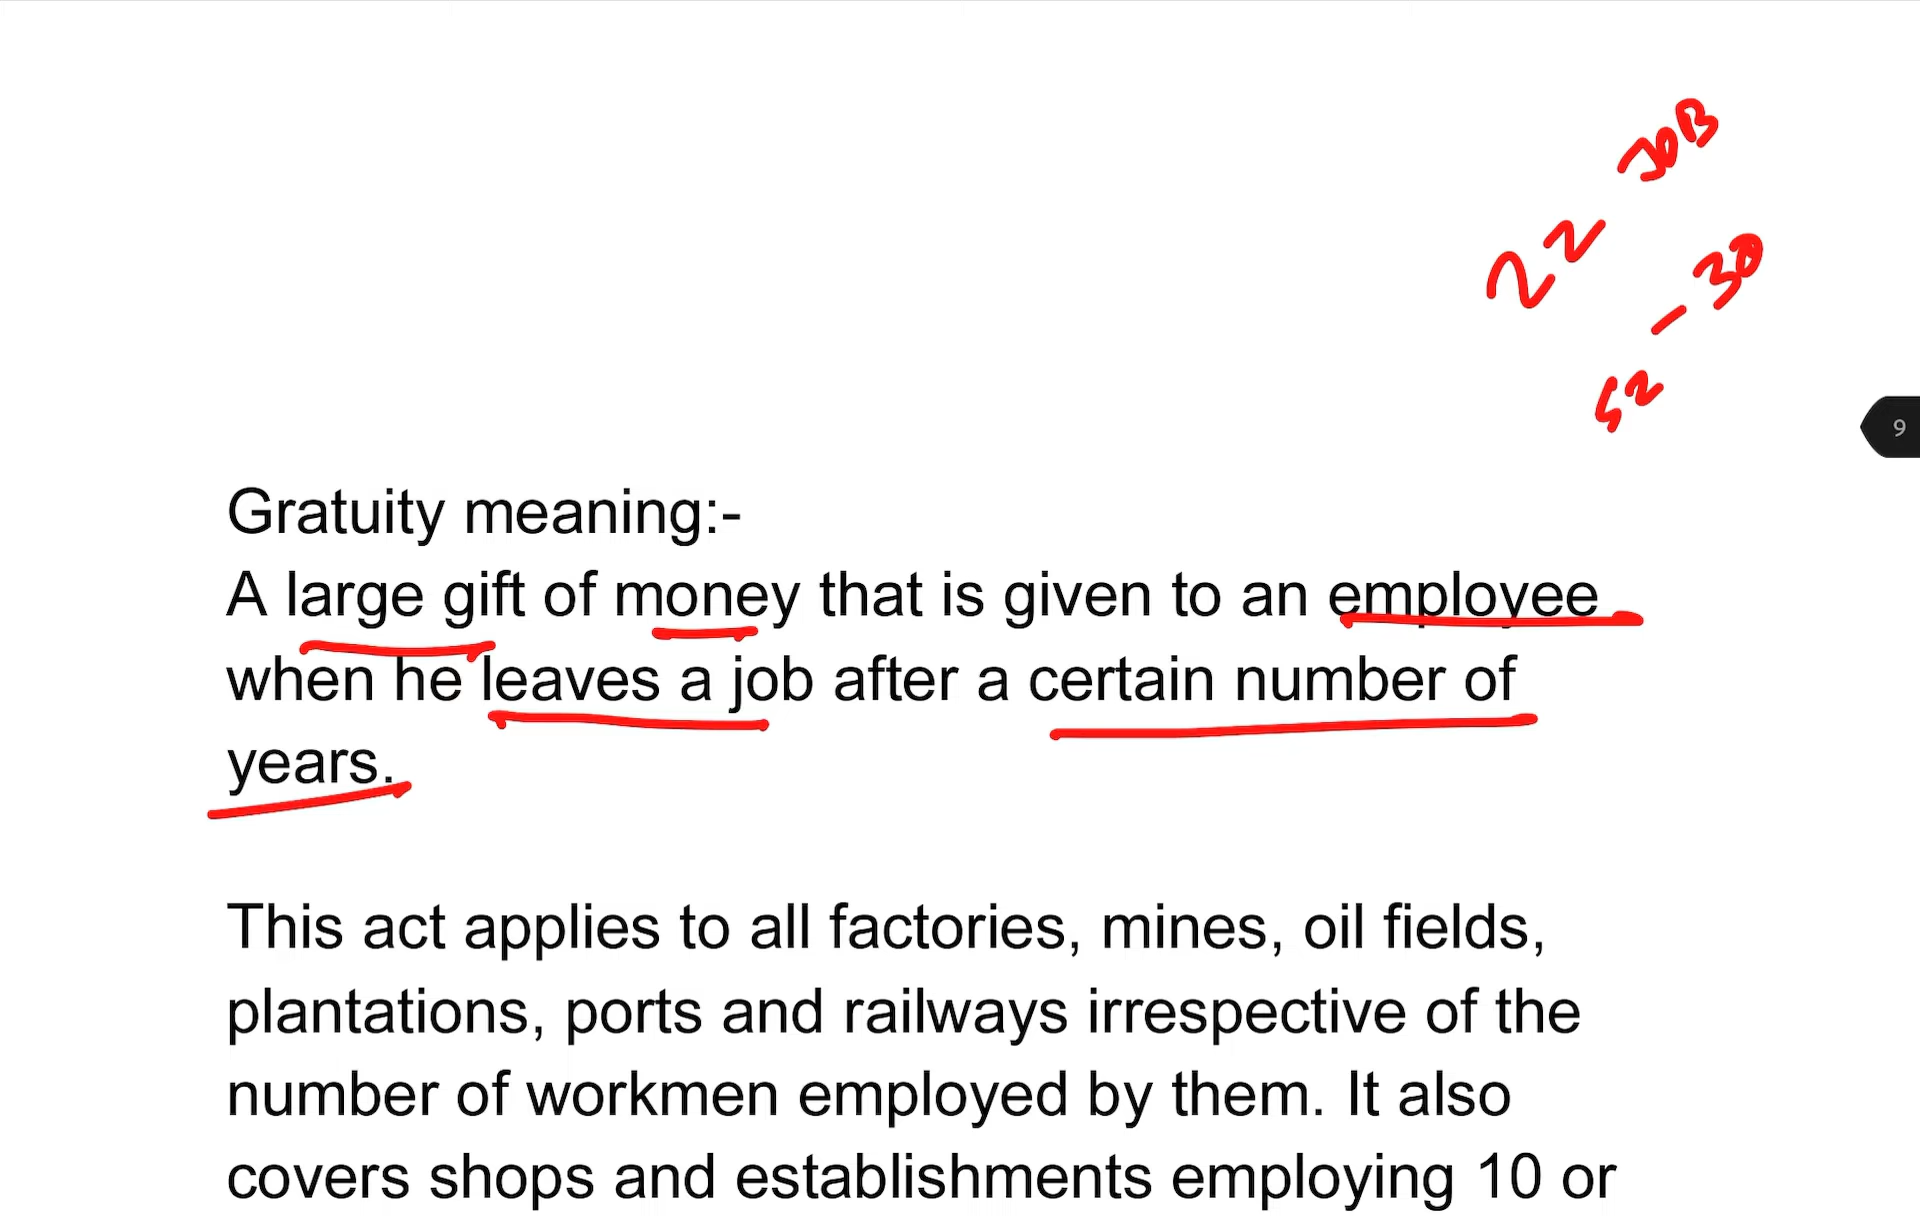 22 JOB
52 - 30
9
Gratuity meaning:-
A large gift of money that is given to an employee
when he leaves a job after a certain number of
years.
This act applies to all factories, mines, oil fields,
plantations, ports and railways irrespective of the
number of workmen employed by them. It also
covers shops and establishments employing 10 or